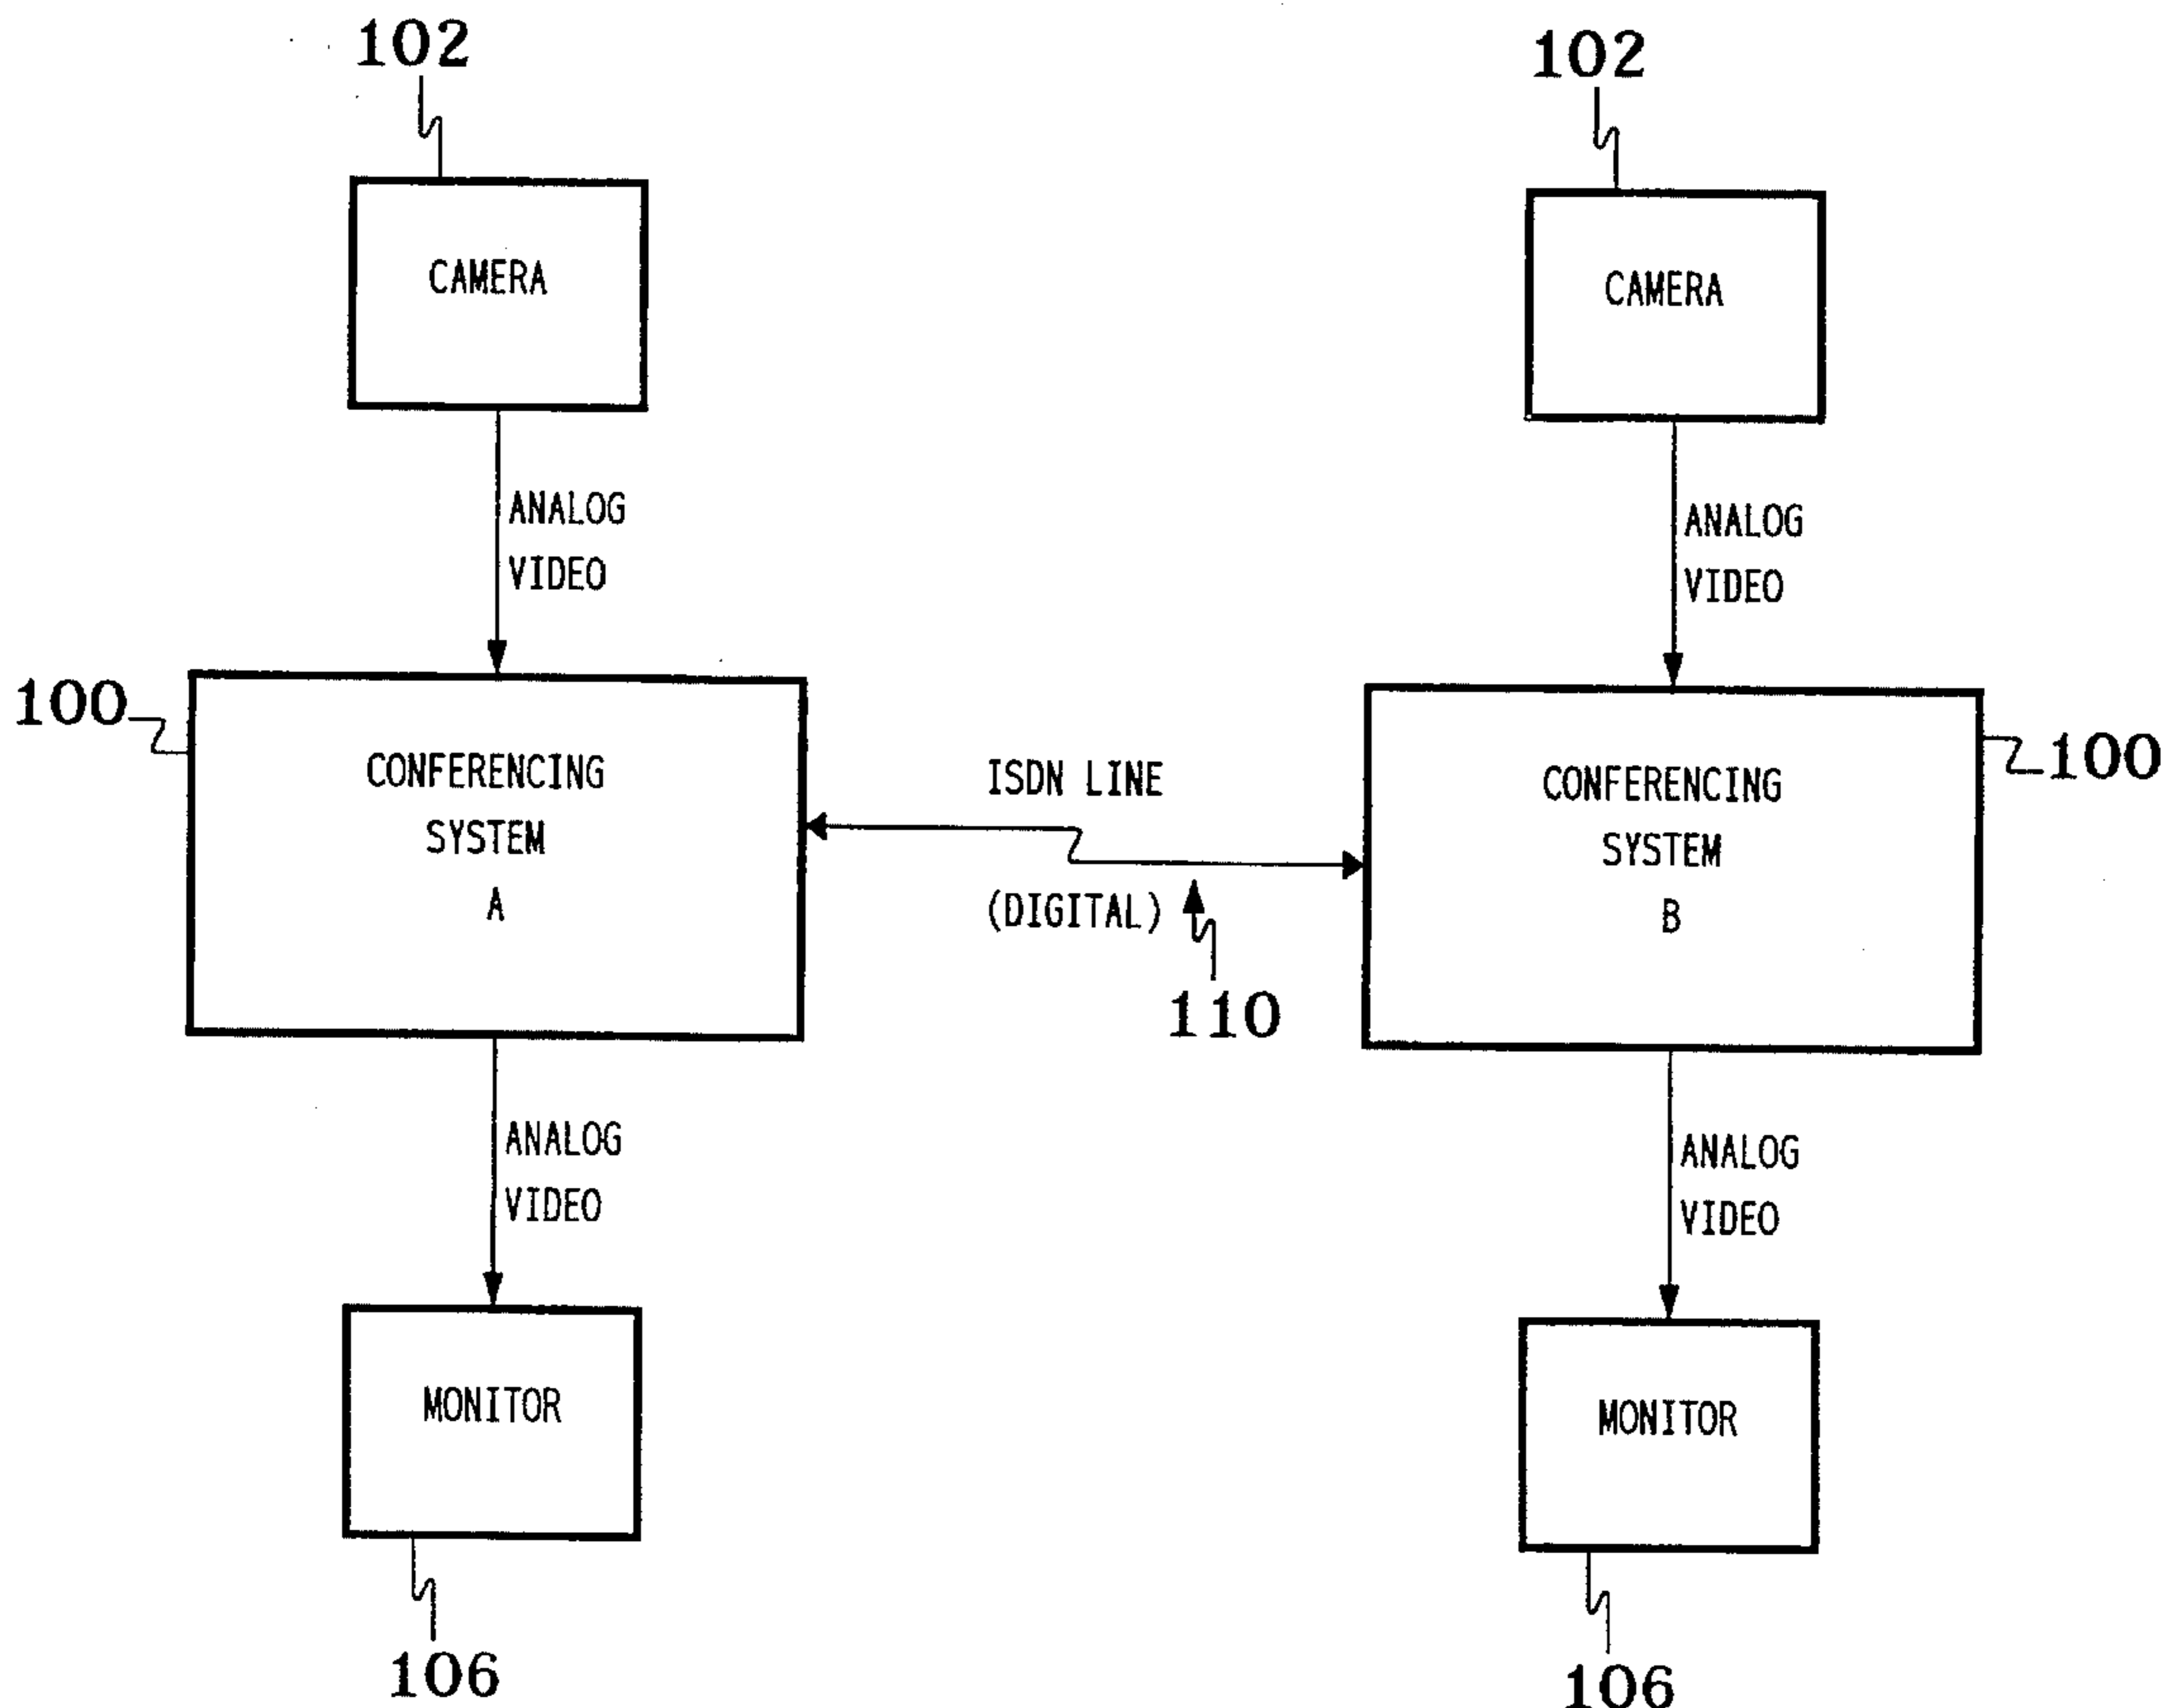 102
102
CAMERA
CAMERA
ANALOG
VIDEO
ANALOG
VIDEO
100
CONFERENCING
SYSTEM
A
ISDN LINE
(DIGITAL)
110
CONFERENCING
SYSTEM
B
100
ANALOG
VIDEO
ANALOG
VIDEO
MONITOR
MONITOR
106
106